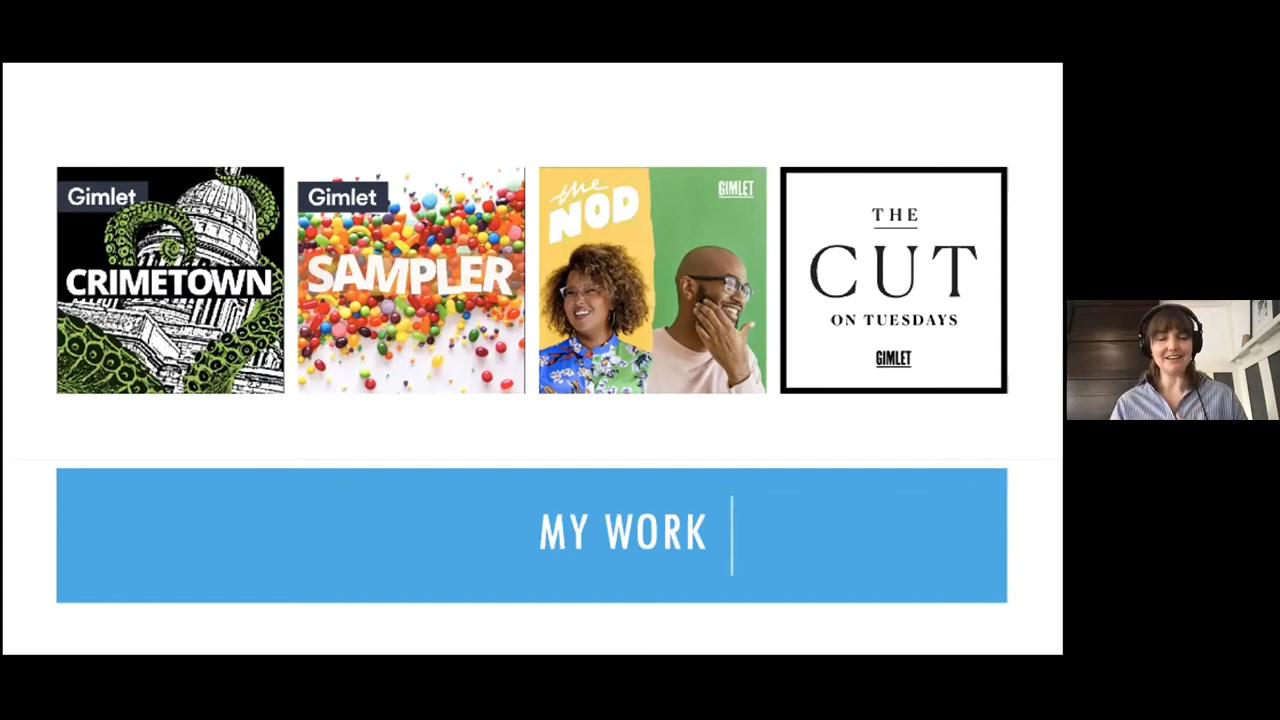 Gimlet
CRIMETOWN
Gimlet
SAMPLER
the
NOD
GIMLET
THE
CUT
ON TUESDAYS
GIMLET
MY WORK